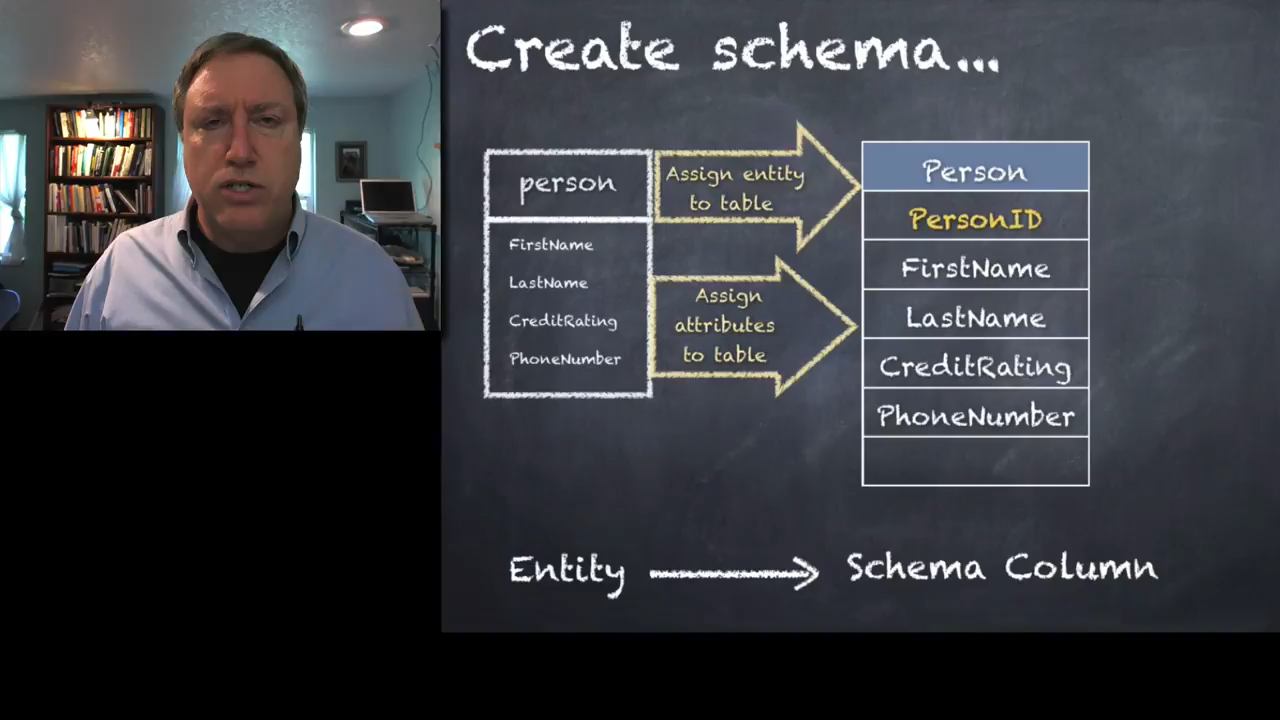 Create schema...
person
FirstName
LastName
CreditRating
PhoneNumber
Assign entity
to table
Assign
attributes
to table
Person
PersonID
FirstName
LastName
CreditRating
PhoneNumber
Entity
Schema Column